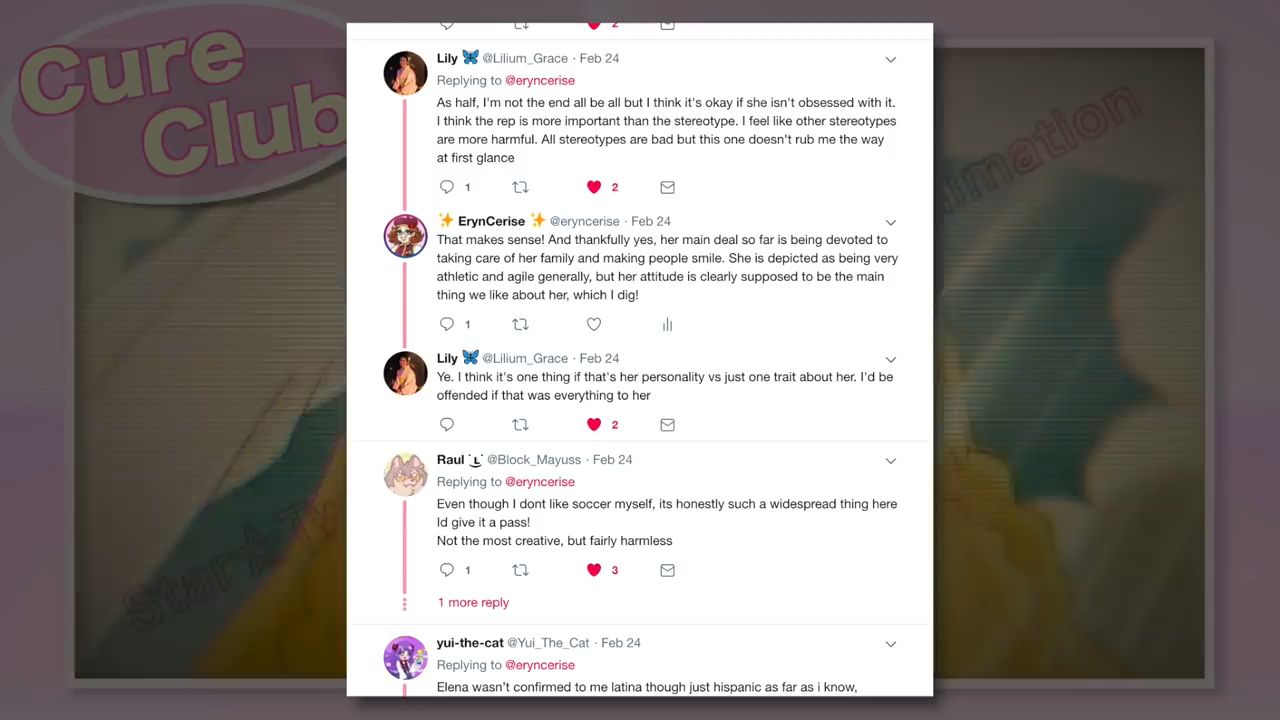 Cure
Club
2
Lily @Lilium_Grace · Feb 24
Replying to @eryncerise
As half, I'm not the end all be all but I think it's okay if she isn't obsessed with it.
I think the rep is more important than the stereotype. I feel like other stereotypes
are more harmful. All stereotypes are bad but this one doesn't rub me the way
at first glance
1 2
✨ ErynCerise ✨ @eryncerise · Feb 24
That makes sense! And thankfully yes, her main deal so far is being devoted to
taking care of her family and making people smile. She is depicted as being very
athletic and agile generally, but her attitude is clearly supposed to be the main
thing we like about her, which I dig!
1
Lily @Lilium_Grace · Feb 24
Ye. I think it's one thing if that's her personality vs just one trait about her. I'd be
offended if that was everything to her
2
Raul @Block_Mayuss · Feb 24
Replying to @eryncerise
Even though I dont like soccer myself, its honestly such a widespread thing here
Id give it a pass!
Not the most creative, but fairly harmless
1 3
1 more reply
yui-the-cat @Yui_The_Cat · Feb 24
Replying to @eryncerise
Elena wasn't confirmed to me latina though just hispanic as far as i know,